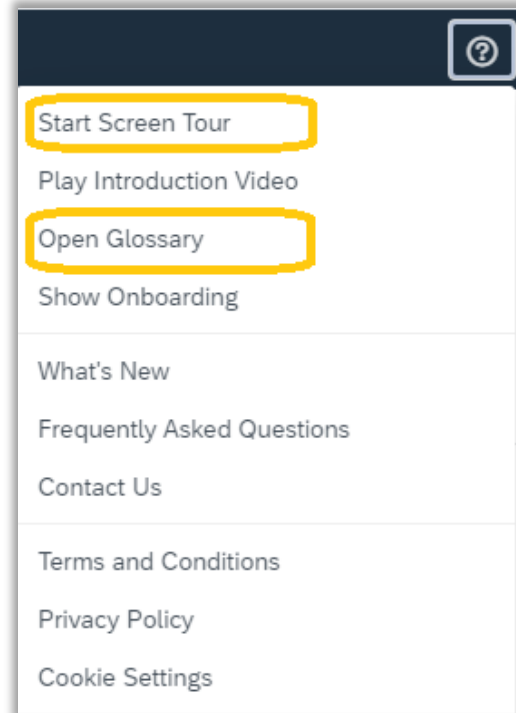 Start Screen Tour
Play Introduction Video
Open Glossary
Show Onboarding
What's New
Frequently Asked Questions
Contact Us
Terms and Conditions
Privacy Policy
Cookie Settings